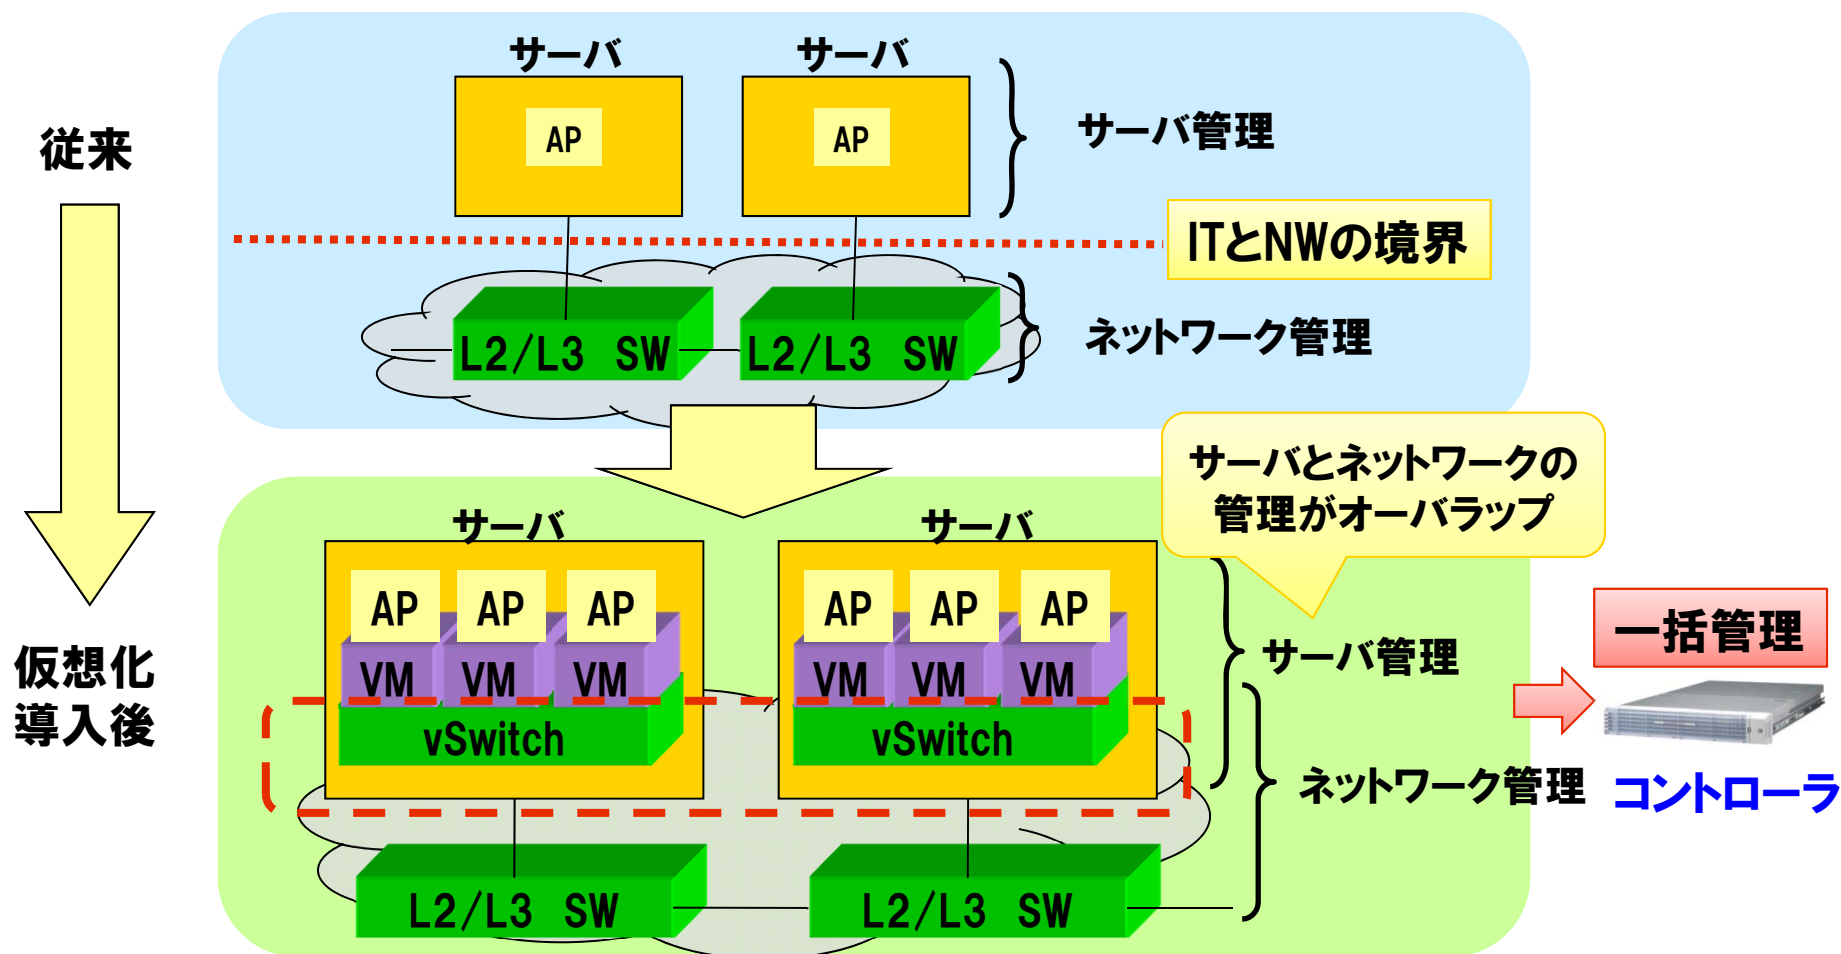 サーバ
サーバ
AP
AP
サーバ管理
従来
ITとNWの境界
L2/L3 SW
L2/L3 SW
ネットワーク管理
サーバとネットワークの
管理がオーバラップ
サーバ
サーバ
AP
AP
AP
AP
AP
AP
VM
VM
VM
VM
VM
VM
vSwitch
vSwitch
サーバ管理
一括管理
仮想化
導入後
ネットワーク管理
コントローラ
L2/L3 SW
L2/L3 SW